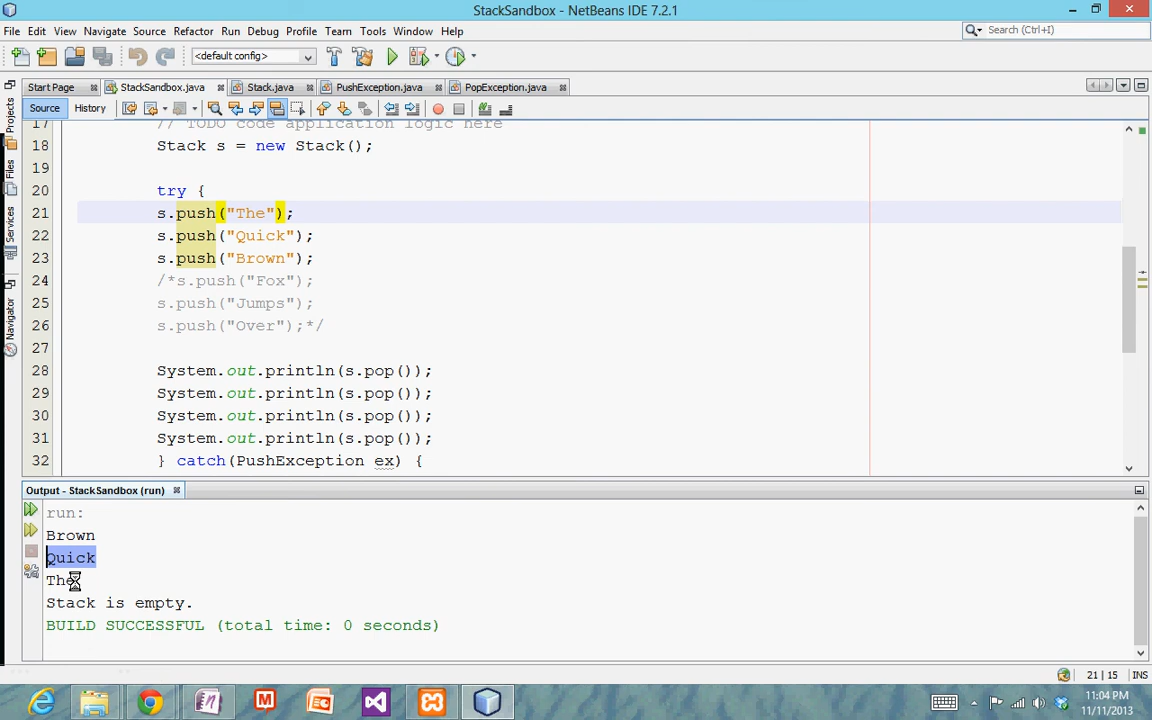 StackSandbox - NetBeans IDE 7.2.1
File Edit View Navigate Source Refactor Run Debug Profile Team Tools Window Help
Search (Ctrl+I)
<default config>
Start Page StackSandbox.java Stack.java PushException.java PopException.java
Source History
Projects
Files
Services
Navigator
17 // TODO code application logic here
18 Stack s = new Stack();
19
20 try {
21 s.push("The");
22 s.push("Quick");
23 s.push("Brown");
24 /*s.push("Fox");
25 s.push("Jumps");
26 s.push("Over");*/
27
28 System.out.println(s.pop());
29 System.out.println(s.pop());
30 System.out.println(s.pop());
31 System.out.println(s.pop());
32 } catch(PushException ex) {
Output - StackSandbox (run)
run:
Brown
Quick
The
Stack is empty.
BUILD SUCCESSFUL (total time: 0 seconds)
21 | 15 INS
11:04 PM
11/11/2013